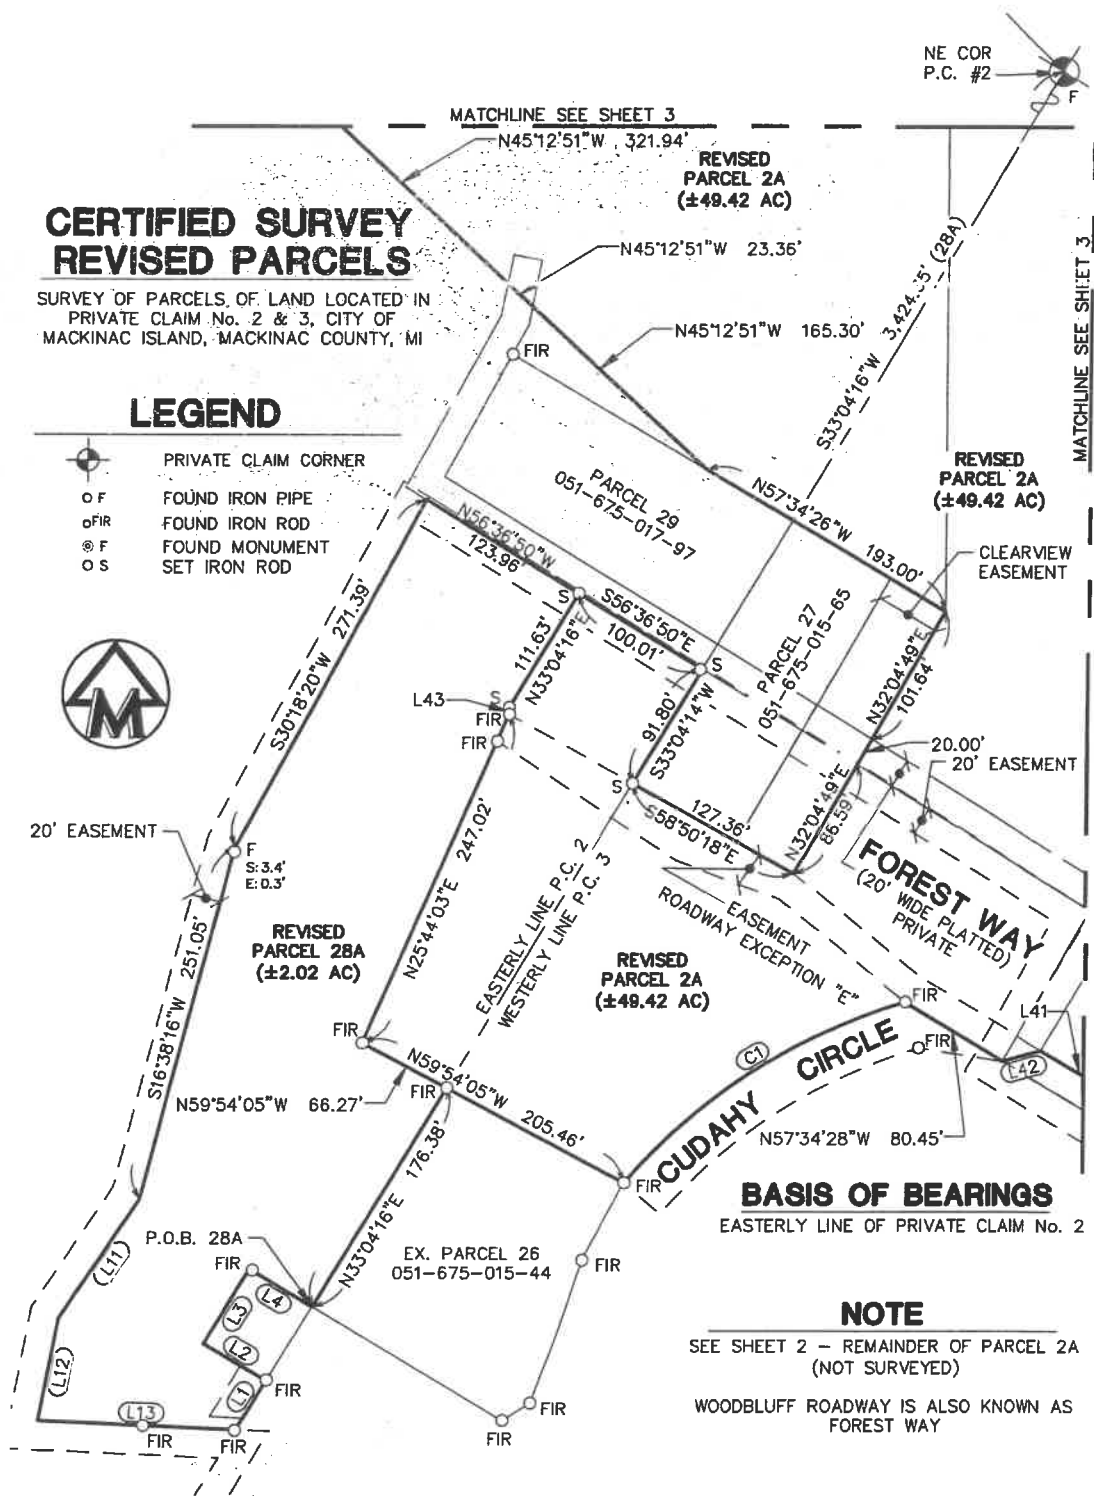 NE COR
P.C. #2
F
MATCHLINE SEE SHEET 3
N45°12'51"W 321.94'
REVISED
PARCEL 2A
(±49.42 AC)
CERTIFIED SURVEY
REVISED PARCELS
SURVEY OF PARCELS OF LAND LOCATED IN
PRIVATE CLAIM No. 2 & 3, CITY OF
MACKINAC ISLAND, MACKINAC COUNTY, MI
N45°12'51"W 23.36'
N45°12'51"W 165.30'
S33°04'16"W (28A)
MATCHLINE SEE SHEET 3
FIR
LEGEND
PRIVATE CLAIM CORNER
F FOUND IRON PIPE
FIR FOUND IRON ROD
F FOUND MONUMENT
S SET IRON ROD
PARCEL 29
051-675-017-97
REVISED
PARCEL 2A
(±49.42 AC)
N57°34'26"W 193.00'
CLEARVIEW
EASEMENT
N56°36'50"W
123.96'
S
S56°36'50"E
100.01'
S
PARCEL 27
051-675-015-65
N32°04'49"E
101.64'
111.63'
N33°04'16"E
S30°18'20"W 271.39'
M
L43
S
FIR
FIR
91.80'
S33°04'14"W
20.00'
20' EASEMENT
S
127.36'
S58°50'18"E
N32°04'49"E
86.59'
20' EASEMENT
F
S:3.4'
E:0.3'
247.02'
N25°44'03"E
FOREST WAY
(20' WIDE PLATTED)
PRIVATE
EASEMENT
ROADWAY EXCEPTION "E"
EASTERLY LINE P.C. 2
WESTERLY LINE P.C. 3
REVISED
PARCEL 28A
(±2.02 AC)
REVISED
PARCEL 2A
(±49.42 AC)
S16°38'16"W 251.05'
FIR
L41
FIR
L42
C1
CUDAHY CIRCLE
FIR
N59°54'05"W
N59°54'05"W 66.27'
FIR
205.46'
N57°34'28"W 80.45'
N33°04'16"E 176.38'
FIR
BASIS OF BEARINGS
EASTERLY LINE OF PRIVATE CLAIM No. 2
P.O.B. 28A
FIR
EX. PARCEL 26
051-675-015-44
FIR
L11
L4
L3
L2
L1
L12
L13
FIR
FIR
FIR
FIR
FIR
NOTE
SEE SHEET 2 - REMAINDER OF PARCEL 2A
(NOT SURVEYED)
WOODBLUFF ROADWAY IS ALSO KNOWN AS
FOREST WAY